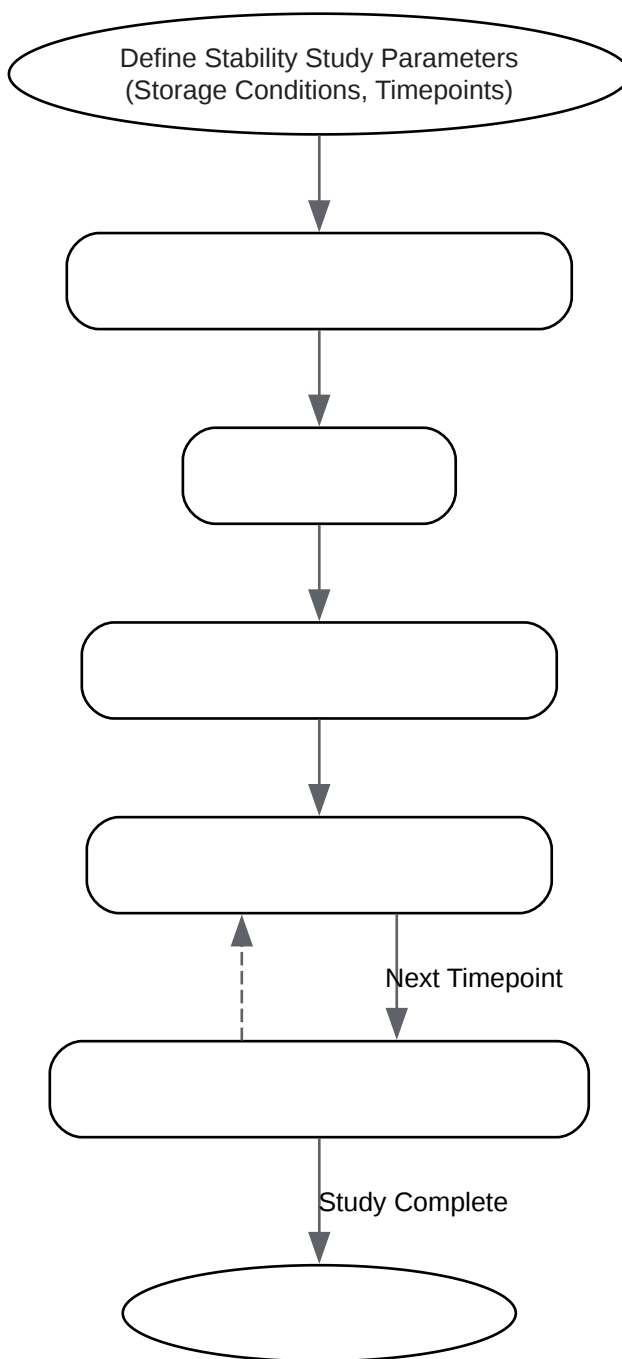 Define Stability Study Parameters
(Storage Conditions, Timepoints)
Next Timepoint
Study Complete